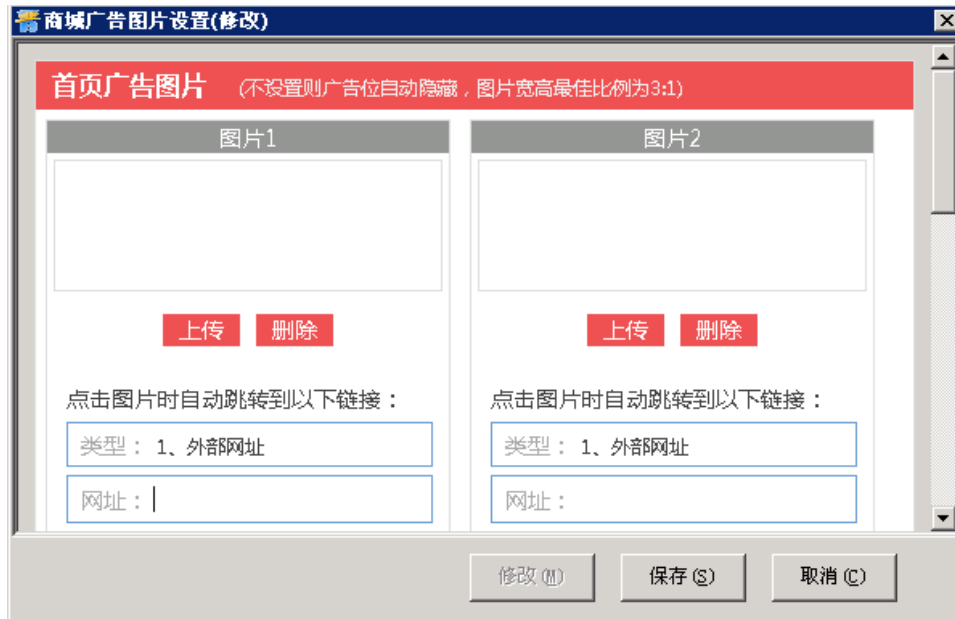 商城广告图片设置(修改)
首页广告图片 (不设置则广告位自动隐藏，图片宽高最佳比例为3:1)
图片1 图片2
上传 删除 上传 删除
点击图片时自动跳转到以下链接： 点击图片时自动跳转到以下链接：
类型： 1、外部网址 类型： 1、外部网址
网址： 网址：
修改(M) 保存(S) 取消(C)